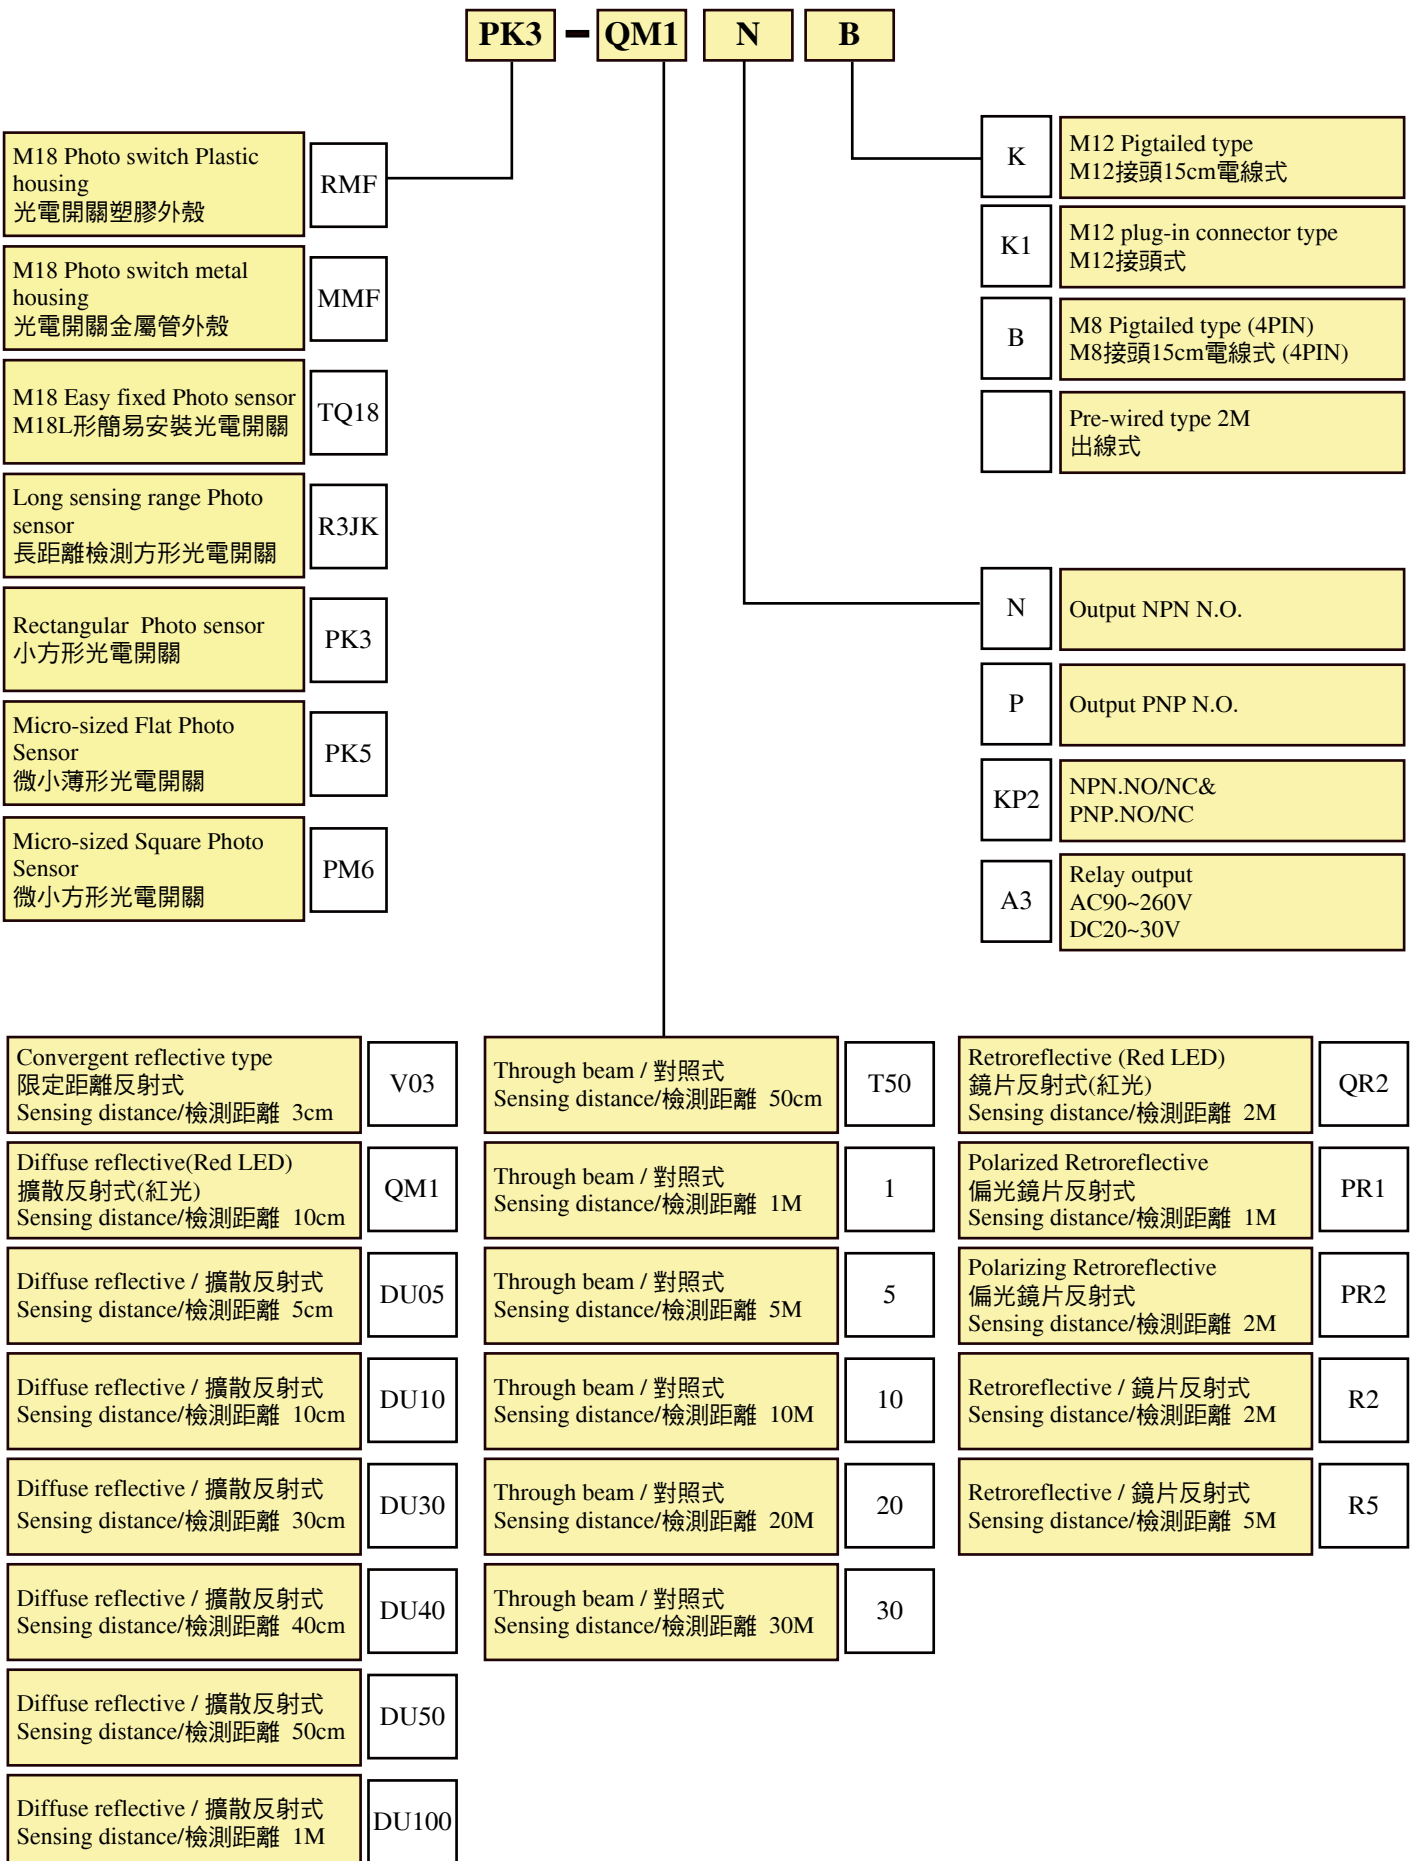 PK3 - QM1 N B
M18 Photo switch Plastic
housing
光電開關塑膠外殼
RMF
M18 Photo switch metal
housing
光電開關金屬管外殼
MMF
M18 Easy fixed Photo sensor
M18L形簡易安裝光電開關
TQ18
Long sensing range Photo
sensor
長距離檢測方形光電開關
R3JK
Rectangular Photo sensor
小方形光電開關
PK3
Micro-sized Flat Photo
Sensor
微小薄形光電開關
PK5
Micro-sized Square Photo
Sensor
微小方形光電開關
PM6
K
M12 Pigtailed type
M12接頭15cm電線式
K1
M12 plug-in connector type
M12接頭式
B
M8 Pigtailed type (4PIN)
M8接頭15cm電線式 (4PIN)
Pre-wired type 2M
出線式
N
Output NPN N.O.
P
Output PNP N.O.
KP2
NPN.NO/NC&
PNP.NO/NC
A3
Relay output
AC90~260V
DC20~30V
Convergent reflective type
限定距離反射式
Sensing distance/檢測距離 3cm
V03
Diffuse reflective(Red LED)
擴散反射式(紅光)
Sensing distance/檢測距離 10cm
QM1
Diffuse reflective / 擴散反射式
Sensing distance/檢測距離 5cm
DU05
Diffuse reflective / 擴散反射式
Sensing distance/檢測距離 10cm
DU10
Diffuse reflective / 擴散反射式
Sensing distance/檢測距離 30cm
DU30
Diffuse reflective / 擴散反射式
Sensing distance/檢測距離 40cm
DU40
Diffuse reflective / 擴散反射式
Sensing distance/檢測距離 50cm
DU50
Diffuse reflective / 擴散反射式
Sensing distance/檢測距離 1M
DU100
Through beam / 對照式
Sensing distance/檢測距離 50cm
T50
Through beam / 對照式
Sensing distance/檢測距離 1M
1
Through beam / 對照式
Sensing distance/檢測距離 5M
5
Through beam / 對照式
Sensing distance/檢測距離 10M
10
Through beam / 對照式
Sensing distance/檢測距離 20M
20
Through beam / 對照式
Sensing distance/檢測距離 30M
30
Retroreflective (Red LED)
鏡片反射式(紅光)
Sensing distance/檢測距離 2M
QR2
Polarized Retroreflective
偏光鏡片反射式
Sensing distance/檢測距離 1M
PR1
Polarizing Retroreflective
偏光鏡片反射式
Sensing distance/檢測距離 2M
PR2
Retroreflective / 鏡片反射式
Sensing distance/檢測距離 2M
R2
Retroreflective / 鏡片反射式
Sensing distance/檢測距離 5M
R5